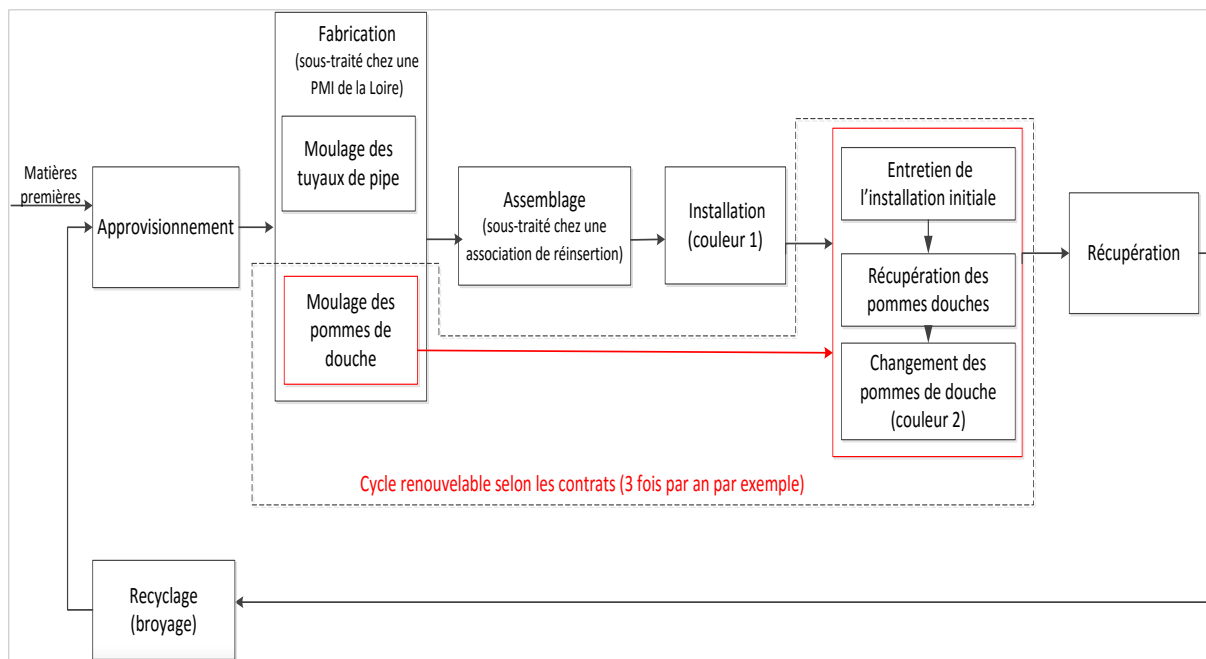 Fabrication
(sous-traité chez une
PMI de la Loire)
Moulage des
tuyaux de pipe
Matières
premières
Approvisionnement
Assemblage
(sous-traité chez une
association de réinsertion)
Installation
(couleur 1)
Entretien de
l'installation initiale
Récupération des
pommes douches
Changement des
pommes de douche
(couleur 2)
Récupération
Moulage des
pommes de
douche
Cycle renouvelable selon les contrats (3 fois par an par exemple)
Recyclage
(broyage)